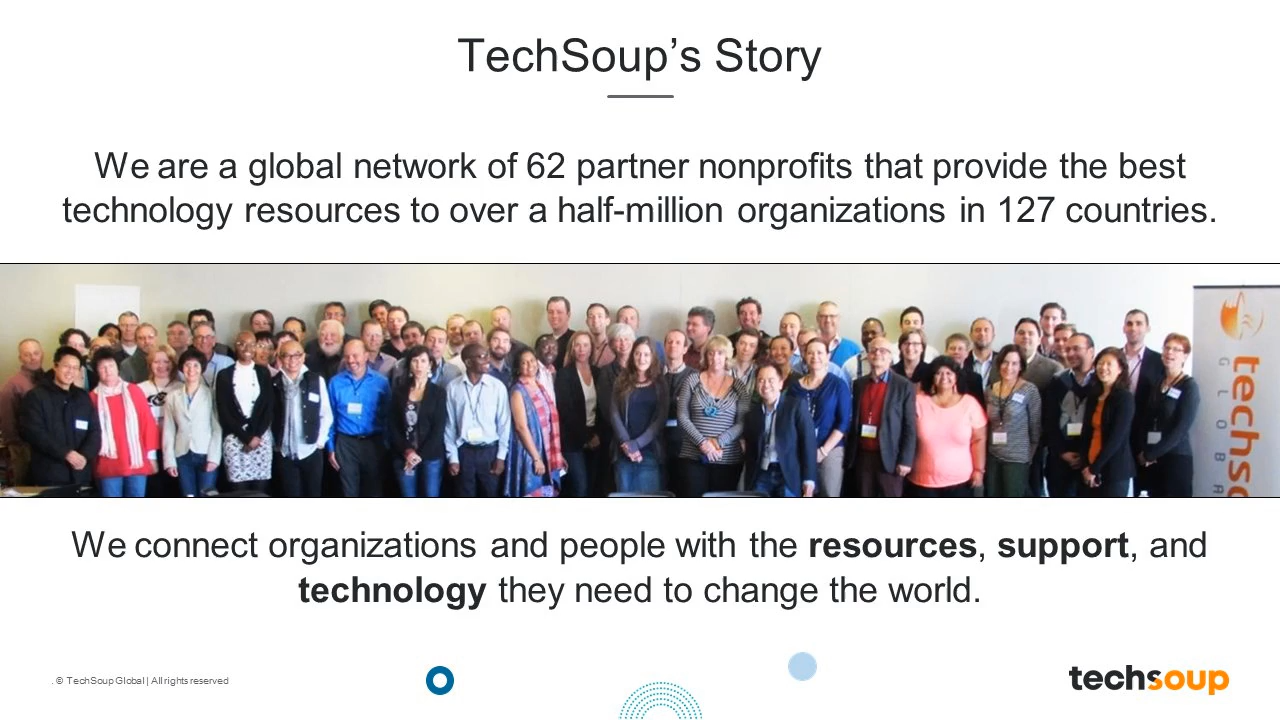 TechSoup’s Story
We are a global network of 62 partner nonprofits that provide the best
technology resources to over a half-million organizations in 127 countries.
techso
GLOBA
We connect organizations and people with the resources, support, and
technology they need to change the world.
. © TechSoup Global | All rights reserved
techsoup